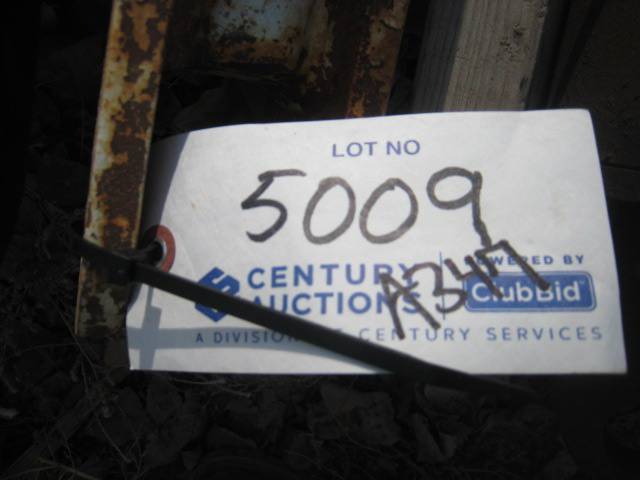 LOT NO
5009
CENTURY AUCTIONS
A347
POWERED BY
ClubBid
A DIVISION OF CENTURY SERVICES